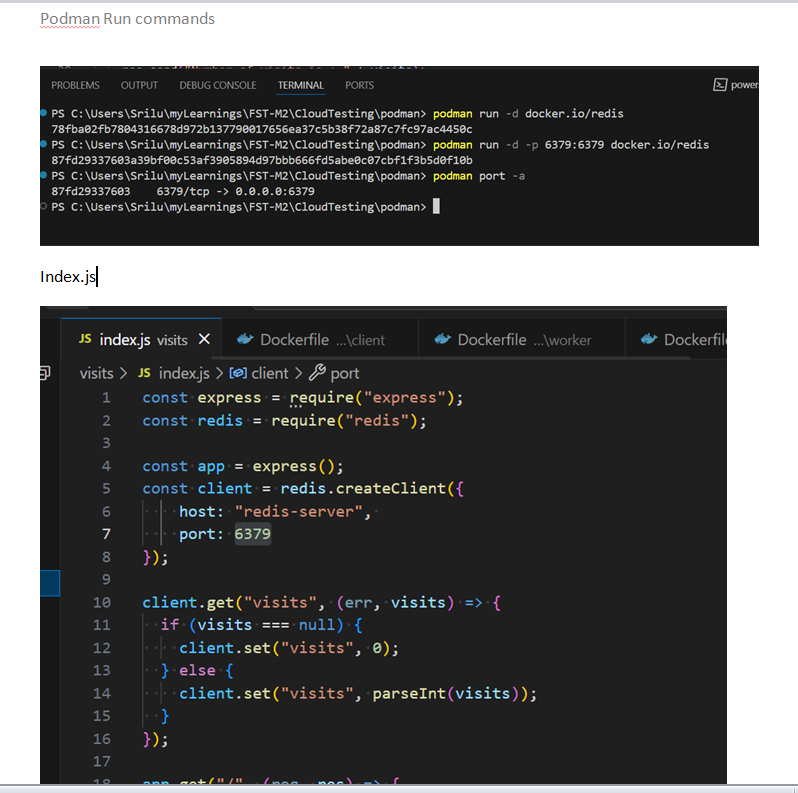 Podman Run commands
PROBLEMS OUTPUT DEBUG CONSOLE TERMINAL PORTS power
PS C:\Users\Srilu\myLearnings\FST-M2\CloudTesting\podman> podman run -d docker.io/redis
78fba02fb7804316678d972b137790017656ea37c5b38f72a87c7fc97ac4450c
PS C:\Users\Srilu\myLearnings\FST-M2\CloudTesting\podman> podman run -d -p 6379:6379 docker.io/redis
87fd29337603a39bf00c53af3905894d97bbb666fd5abe0c07cbf1f3b5d0f10b
PS C:\Users\Srilu\myLearnings\FST-M2\CloudTesting\podman> podman port -a
87fd29337603    6379/tcp -> 0.0.0.0:6379
PS C:\Users\Srilu\myLearnings\FST-M2\CloudTesting\podman>
Index.js
JS index.js visits Dockerfile ...\client Dockerfile ...\worker Dockerfil
visits > JS index.js > client > port
1 const express = require("express");
2 const redis = require("redis");
3
4 const app = express();
5 const client = redis.createClient({
6     host: "redis-server",
7     port: 6379
8 });
9
10 client.get("visits", (err, visits) => {
11   if (visits === null) {
12     client.set("visits", 0);
13   } else {
14     client.set("visits", parseInt(visits));
15   }
16 });
17
18 app.get("/", (req, res) => {